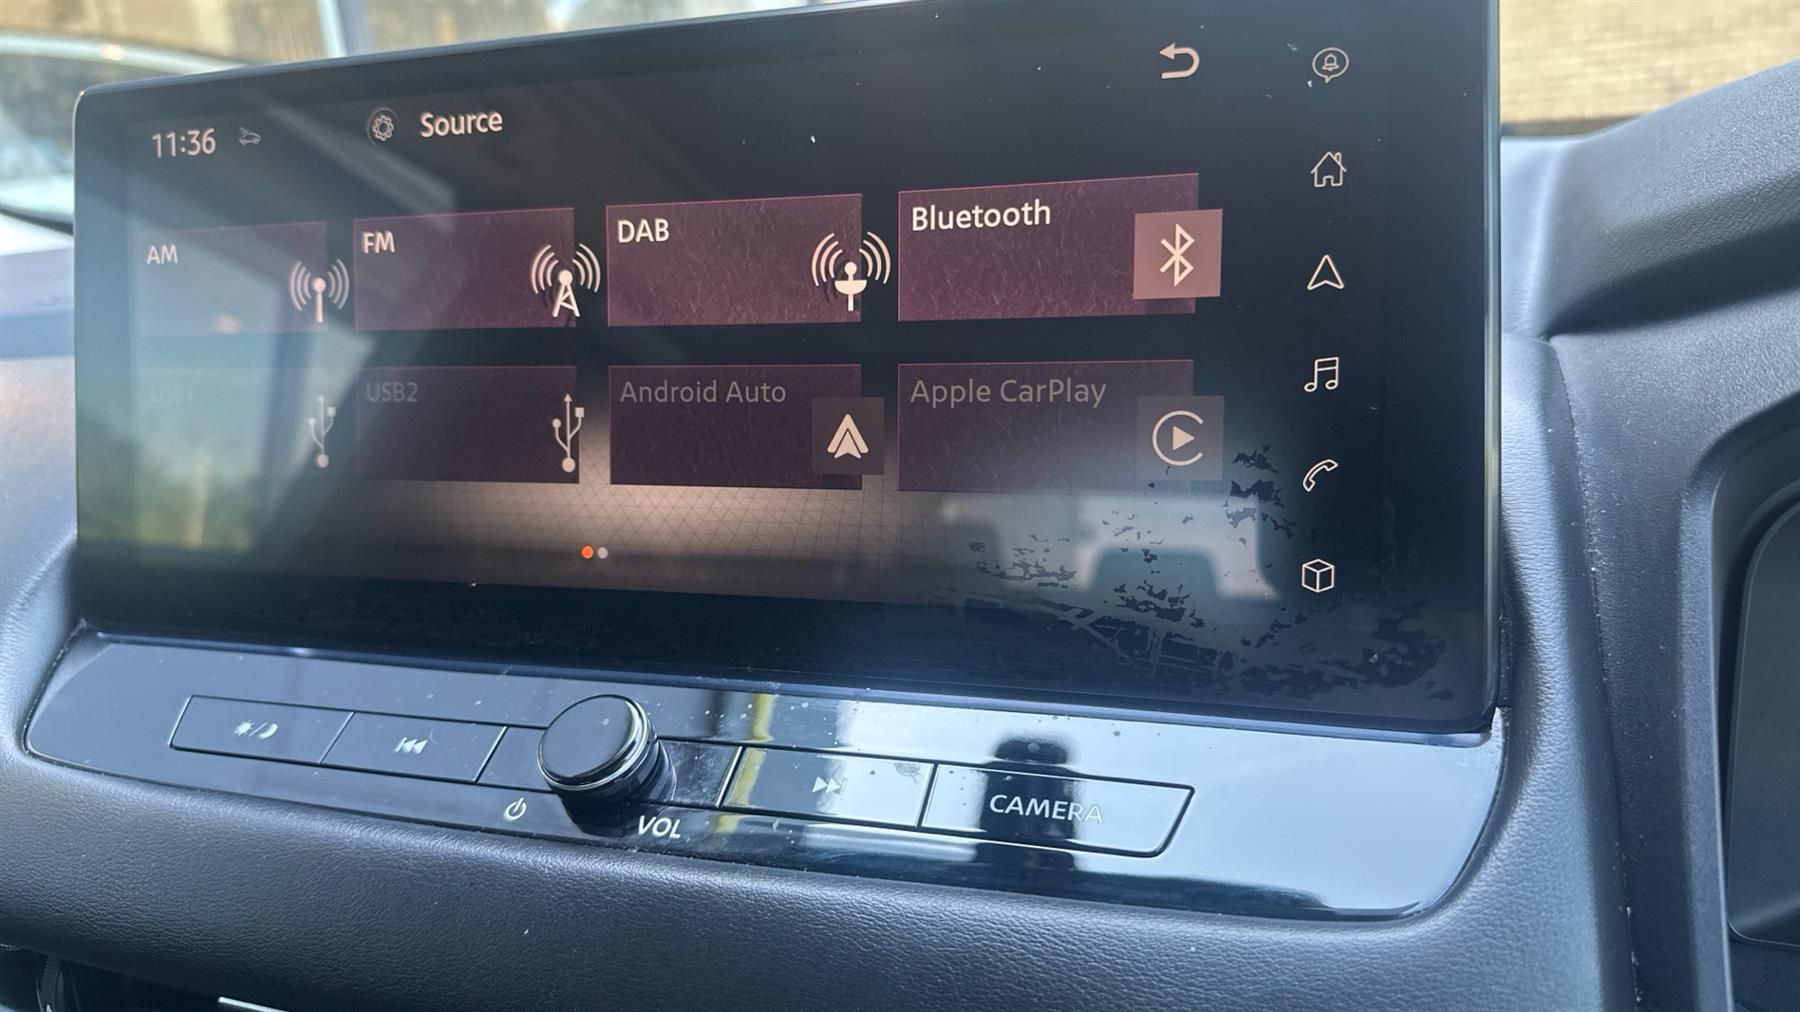 11:36
Source
AM
FM
DAB
Bluetooth
USB1
USB2
Android Auto
Apple CarPlay
VOL
CAMERA